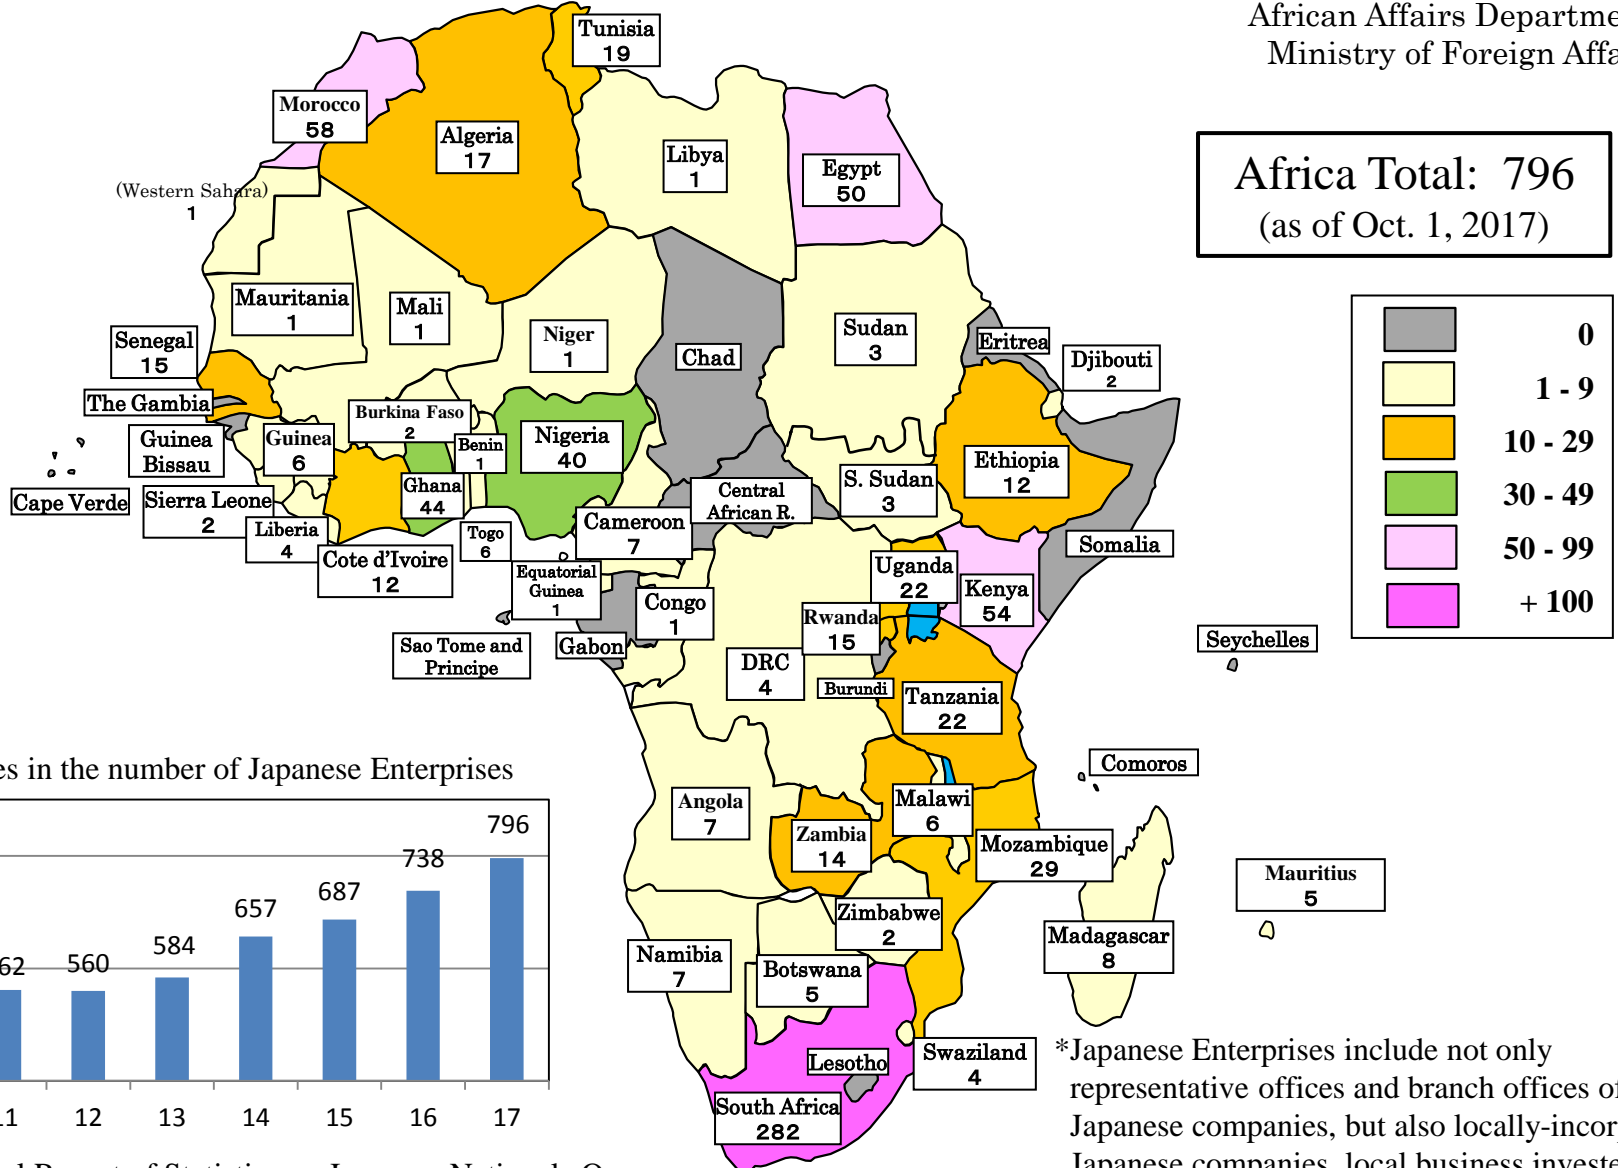 African Affairs Departme
Ministry of Foreign Affa
Africa Total: 796
(as of Oct. 1, 2017)
0
1 - 9
10 - 29
30 - 49
50 - 99
+ 100
Tunisia
19
Morocco
58
Algeria
17
Libya
1
Egypt
50
(Western Sahara)
1
Mauritania
1
Mali
1
Niger
1
Chad
Sudan
3
Eritrea
Djibouti
2
Senegal
15
The Gambia
Guinea
Bissau
Guinea
6
Burkina Faso
2
Benin
1
Nigeria
40
Ethiopia
12
Cape Verde
Sierra Leone
2
Liberia
4
Cote d'Ivoire
12
Ghana
44
Togo
6
Cameroon
7
Central
African R.
S. Sudan
3
Somalia
Equatorial
Guinea
1
Sao Tome and
Principe
Gabon
Congo
1
Uganda
22
Kenya
54
Rwanda
15
DRC
4
Burundi
Tanzania
22
Seychelles
Comoros
Angola
7
Zambia
14
Malawi
6
Mozambique
29
Mauritius
5
Zimbabwe
2
Madagascar
8
Namibia
7
Botswana
5
Lesotho
Swaziland
4
South Africa
282
es in the number of Japanese Enterprises
62
560
584
657
687
738
796
11
12
13
14
15
16
17
*Japanese Enterprises include not only
representative offices and branch offices of
Japanese companies, but also locally-incorp
Japanese companies, local business investe